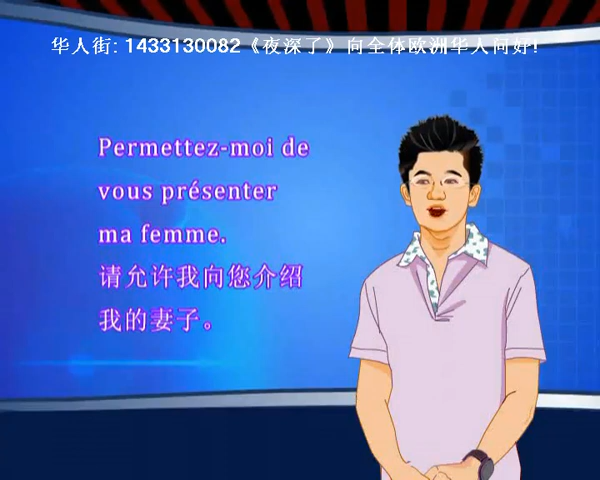 华人街: 1433130082《夜深了》向全体欧洲华人问好!
Permettez-moi de
vous présenter
ma femme.
请允许我向您介绍
我的妻子。